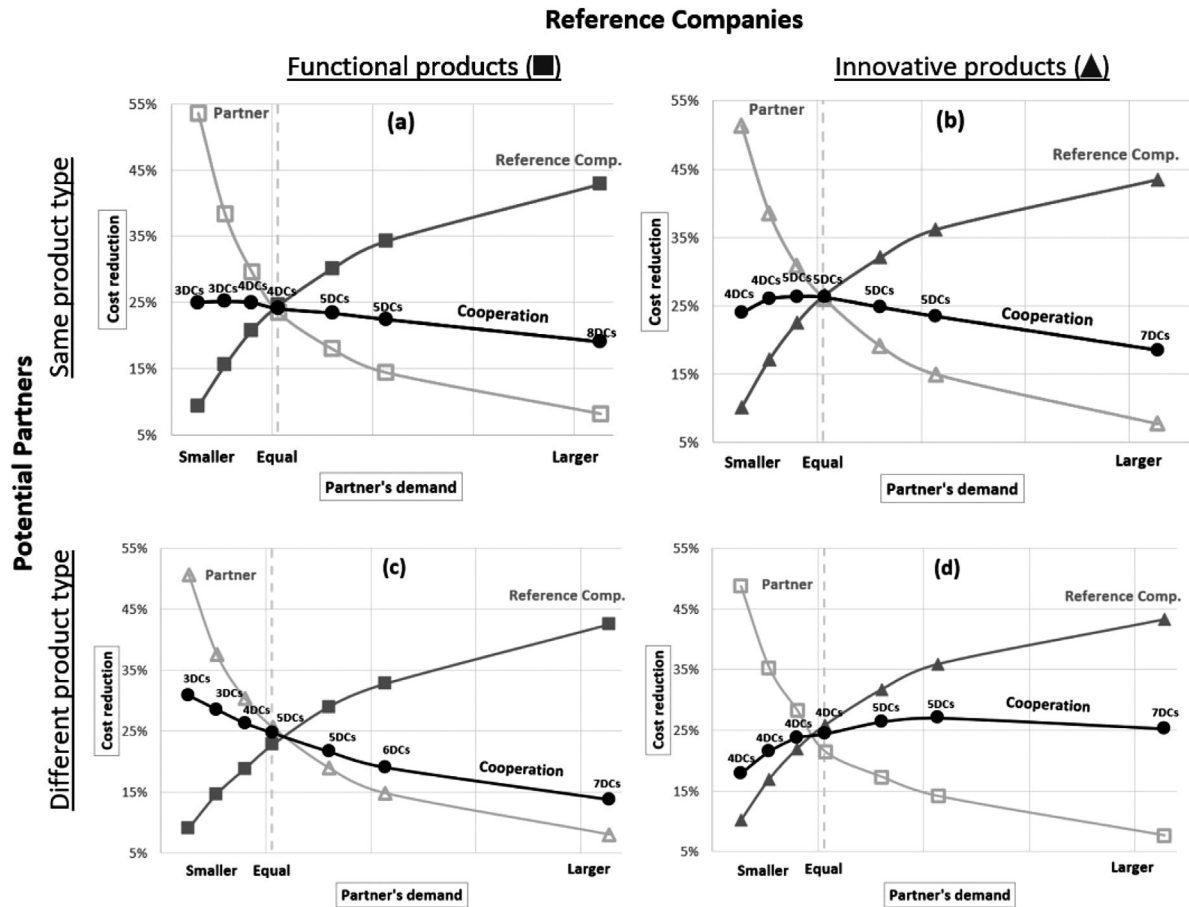 Reference Companies
Functional products (■)
Innovative products (▲)
Potential Partners
Same product type
Different product type
(a)
55%
45%
35%
25%
15%
5%
Cost reduction
Partner
Reference Comp.
Cooperation
3DCs
3DCs
4DCs
4DCs
5DCs
5DCs
8DCs
Smaller
Equal
Larger
Partner's demand
(b)
55%
45%
35%
25%
15%
5%
Cost reduction
Partner
Reference Comp.
Cooperation
4DCs
4DCs
5DCs
5DCs
5DCs
5DCs
7DCs
Smaller
Equal
Larger
Partner's demand
(c)
55%
45%
35%
25%
15%
5%
Cost reduction
Partner
Reference Comp.
Cooperation
3DCs
3DCs
4DCs
5DCs
5DCs
6DCs
7DCs
Smaller
Equal
Larger
Partner's demand
(d)
55%
45%
35%
25%
15%
5%
Cost reduction
Partner
Reference Comp.
Cooperation
4DCs
4DCs
4DCs
4DCs
5DCs
5DCs
7DCs
Smaller
Equal
Larger
Partner's demand